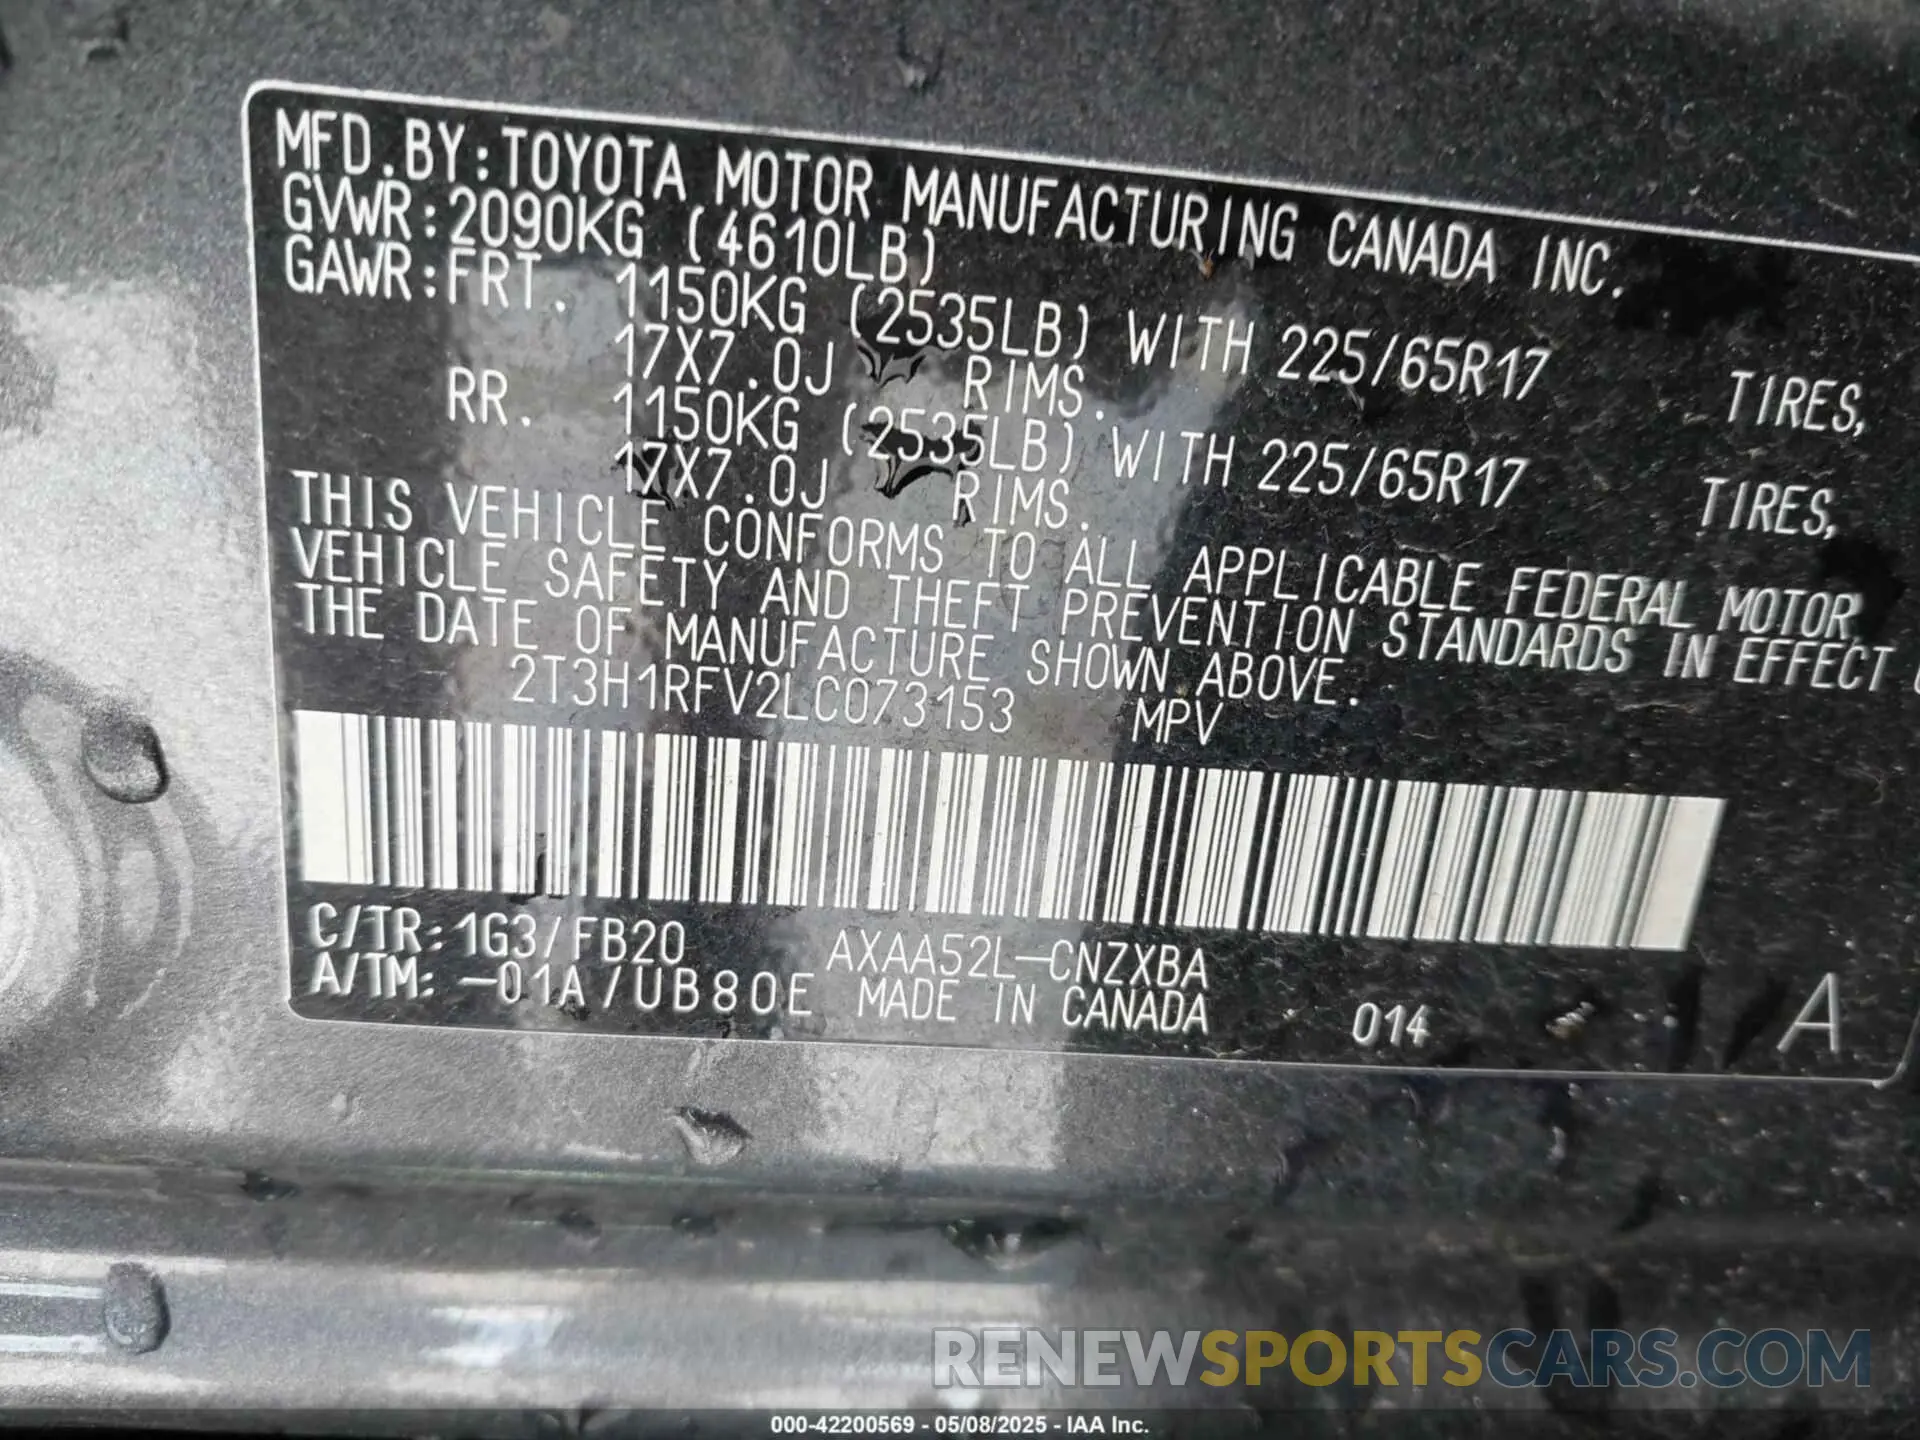 MFD.BY:TOYOTA MOTOR MANUFACTURING CANADA INC.
GVWR:2090KG (4610LB)
GAWR:FRT. 1150KG (2535LB) WITH 225/65R17 TIRES,
17X7.0J RIMS.
RR. 1150KG (2535LB) WITH 225/65R17 TIRES,
17X7.0J RIMS.
THIS VEHICLE CONFORMS TO ALL APPLICABLE FEDERAL MOTOR
VEHICLE SAFETY AND THEFT PREVENTION STANDARDS IN EFFECT
THE DATE OF MANUFACTURE SHOWN ABOVE.
2T3H1RFV2LC073153 MPV
C/TR:1G3/FB20 AXAA52L-CNZXBA
A/TM: -01A/UB80E MADE IN CANADA 014 A
RENEWSPORTSCARS.COM
000-42200569 - 05/08/2025 - IAA Inc.